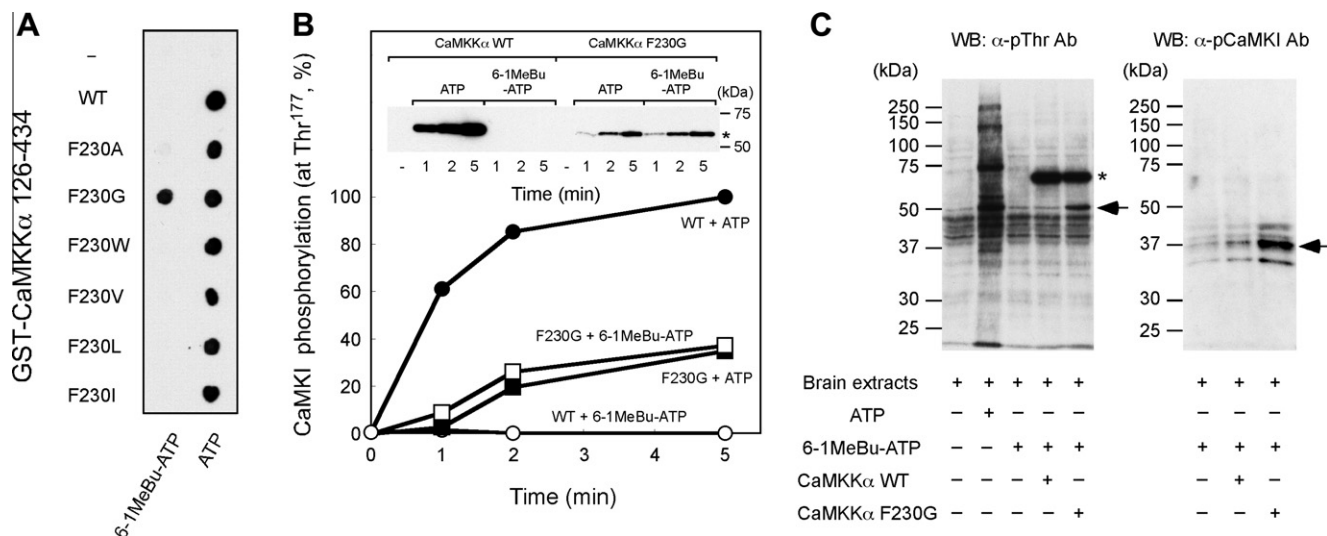 A
GST-CaMKKα 126-434
–
WT
F230A
F230G
F230W
F230V
F230L
F230I
6-1MeBu-ATP
ATP
B
CaMKI phosphorylation (at Thr177, %)
CaMKKα WT CaMKKα F230G
6-1MeBu 6-1MeBu
ATP -ATP ATP -ATP (kDa)
75
*
50
- 1 2 5 1 2 5 - 1 2 5 1 2 5
Time (min)
100
80
60
40
20
0
WT + ATP
F230G + 6-1MeBu-ATP
F230G + ATP
WT + 6-1MeBu-ATP
0 1 2 3 4 5
Time (min)
C
WB: α-pThr Ab WB: α-pCaMKI Ab
(kDa) (kDa)
250 250
150 150
100 100
75 * 75
50 50
37 37
30 30
25 25
Brain extracts + + + + + + + +
ATP – + – – – – – –
6-1MeBu-ATP – – + + + + + +
CaMKKα WT – – – + – – + –
CaMKKα F230G – – – – + – – +